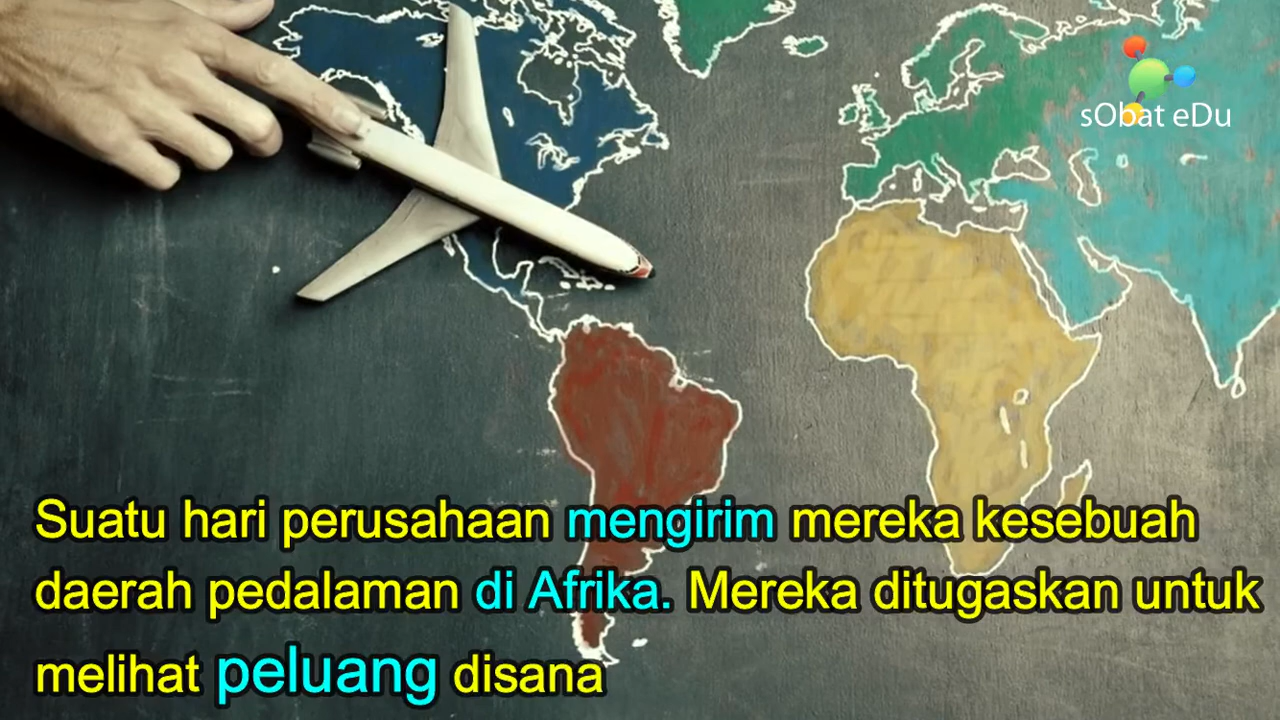 sObat eDu
Suatu hari perusahaan mengirim mereka kesebuah
daerah pedalaman di Afrika. Mereka ditugaskan untuk
melihat peluang disana